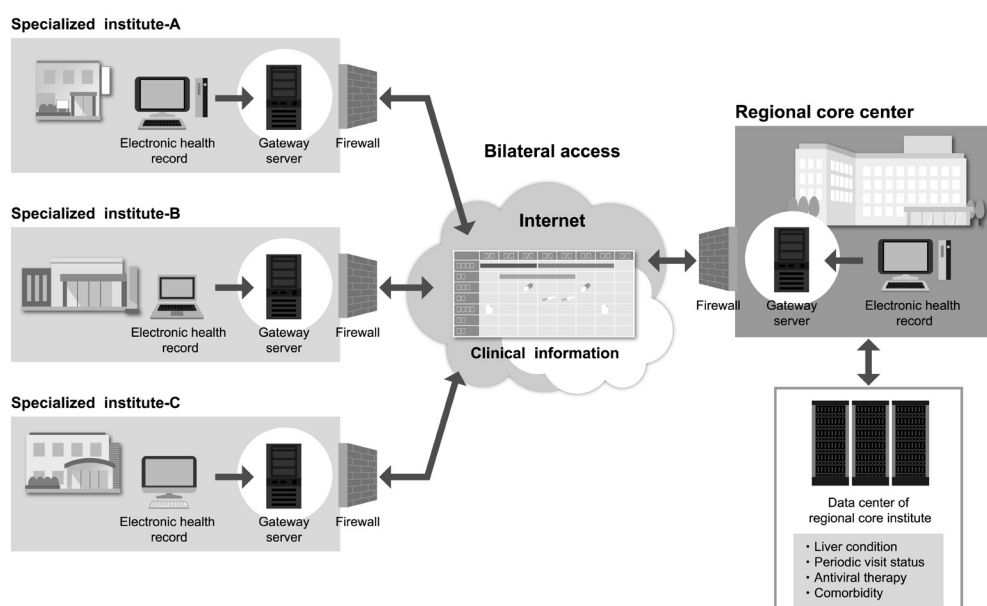 Specialized institute-A
Electronic health
record
Gateway
server
Firewall
Specialized institute-B
Electronic health
record
Gateway
server
Firewall
Specialized institute-C
Electronic health
record
Gateway
server
Firewall
Bilateral access
Internet
Clinical information
Regional core center
Firewall
Gateway
server
Electronic health
record
Data center of
regional core institute
・Liver condition
・Periodic visit status
・Antiviral therapy
・Comorbidity